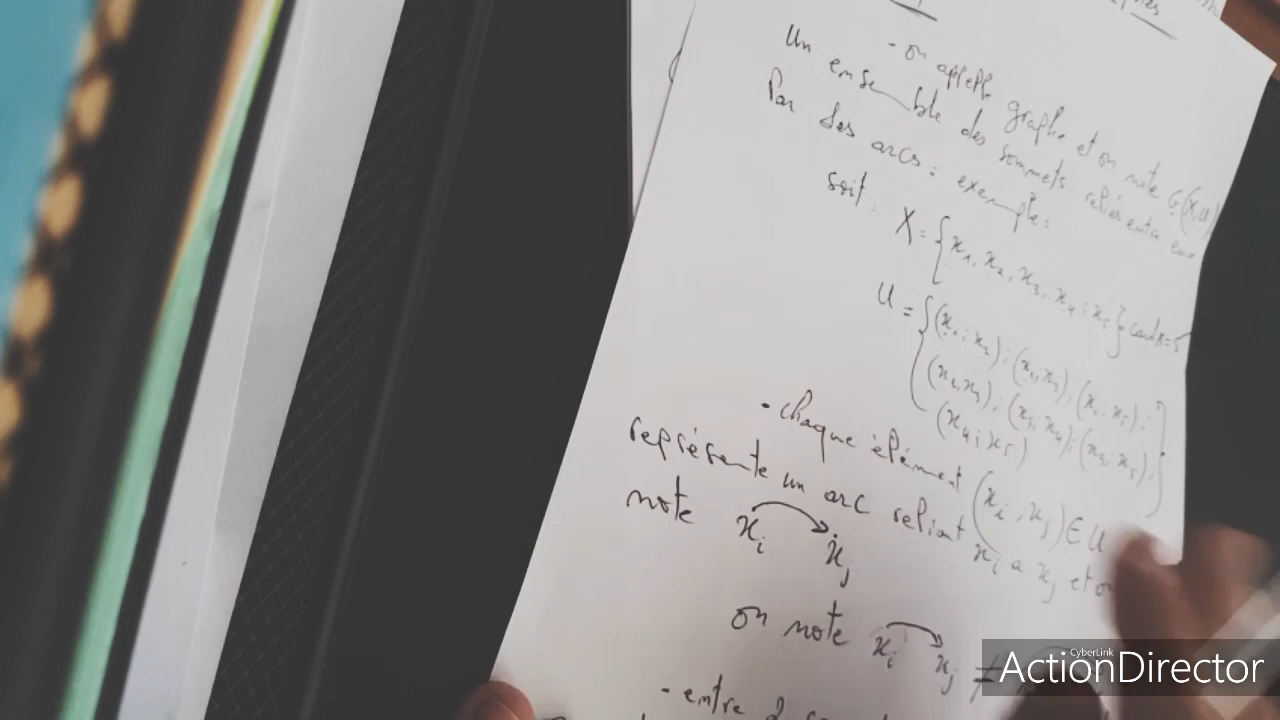 - on appelle graphe et on note G(X,U)
Un ensemble des sommets reliés entre eux
Par des arcs : exemple :
soit : X = {x1, x2, x3, x4, x5} card=5
U = {(x1; x2); (x1; x3); (x1, x5);
(x2, x3), (x3; x4); (x3; x5);
(x4; x5)}
- chaque élément (xi, xj) ∈ U
représente un arc reliant xi a xj et on
note xi xj
on note xi xj ≠
- entre 2
CyberLink
ActionDirector